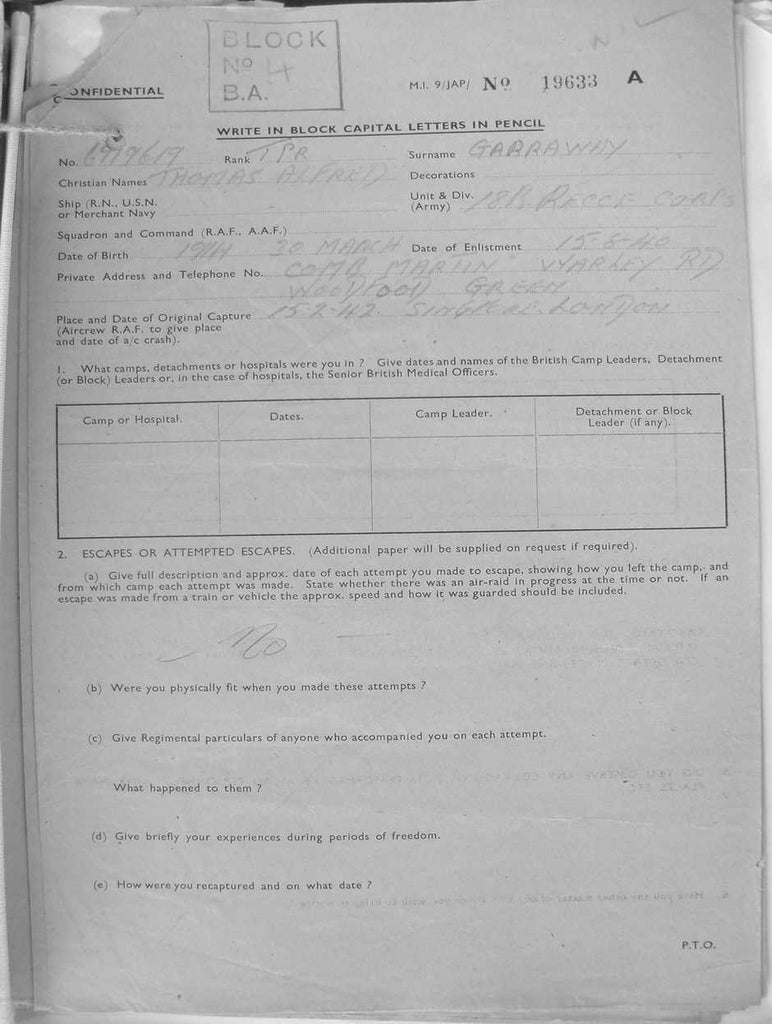 BLOCK
Nº 4
B.A.
CONFIDENTIAL
M.I. 9/JAP/ Nº 19633 A
WRITE IN BLOCK CAPITAL LETTERS IN PENCIL
No. Rank TPR Surname GARRAWAY
Christian Names THOMAS ALFRED Decorations
Ship (R.N., U.S.N.
or Merchant Navy
Unit & Div.
(Army) 18R. RECCE CORPS
Squadron and Command (R.A.F., A.A.F.)
Date of Birth 1914 30 MARCH Date of Enlistment 15-8-40
Private Address and Telephone No. MARTIN WARLEY RD
GREEN
Place and Date of Original Capture 15-2-42. LONDON
(Aircrew R.A.F. to give place
and date of a/c crash).
1. What camps, detachments or hospitals were you in ? Give dates and names of the British Camp Leaders, Detachment
(or Block) Leaders or, in the case of hospitals, the Senior British Medical Officers.
Camp or Hospital. Dates. Camp Leader. Detachment or Block
Leader (if any).
2. ESCAPES OR ATTEMPTED ESCAPES. (Additional paper will be supplied on request if required).
(a) Give full description and approx. date of each attempt you made to escape, showing how you left the camp, and
from which camp each attempt was made. State whether there was an air-raid in progress at the time or not. If an
escape was made from a train or vehicle the approx. speed and how it was guarded should be included.
No
(b) Were you physically fit when you made these attempts ?
(c) Give Regimental particulars of anyone who accompanied you on each attempt.
What happened to them ?
(d) Give briefly your experiences during periods of freedom.
(e) How were you recaptured and on what date ?
P.T.O.